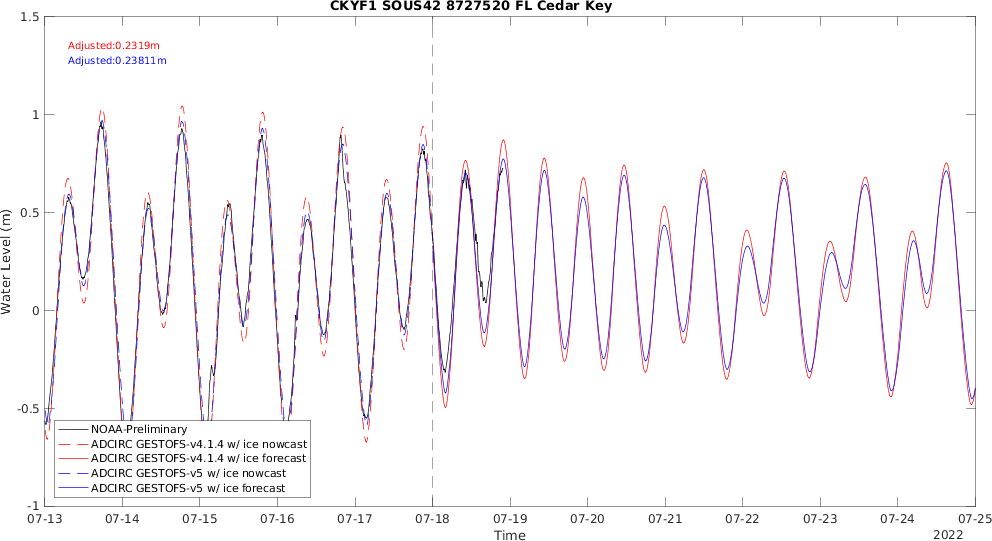 CKYF1 SOUS42 8727520 FL Cedar Key
1.5
Adjusted:0.2319m
Adjusted:0.23811m
1
0.5
0
-0.5
-1
Water Level (m)
NOAA-Preliminary
ADCIRC GESTOFS-v4.1.4 w/ ice nowcast
ADCIRC GESTOFS-v4.1.4 w/ ice forecast
ADCIRC GESTOFS-v5 w/ ice nowcast
ADCIRC GESTOFS-v5 w/ ice forecast
07-13 07-14 07-15 07-16 07-17 07-18 07-19 07-20 07-21 07-22 07-23 07-24 07-25
Time
2022